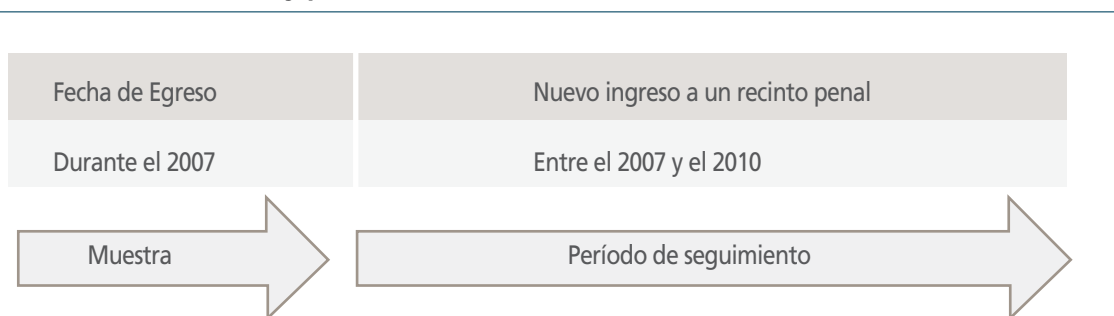 Fecha de Egreso Nuevo ingreso a un recinto penal
Durante el 2007 Entre el 2007 y el 2010
Muestra Período de seguimiento